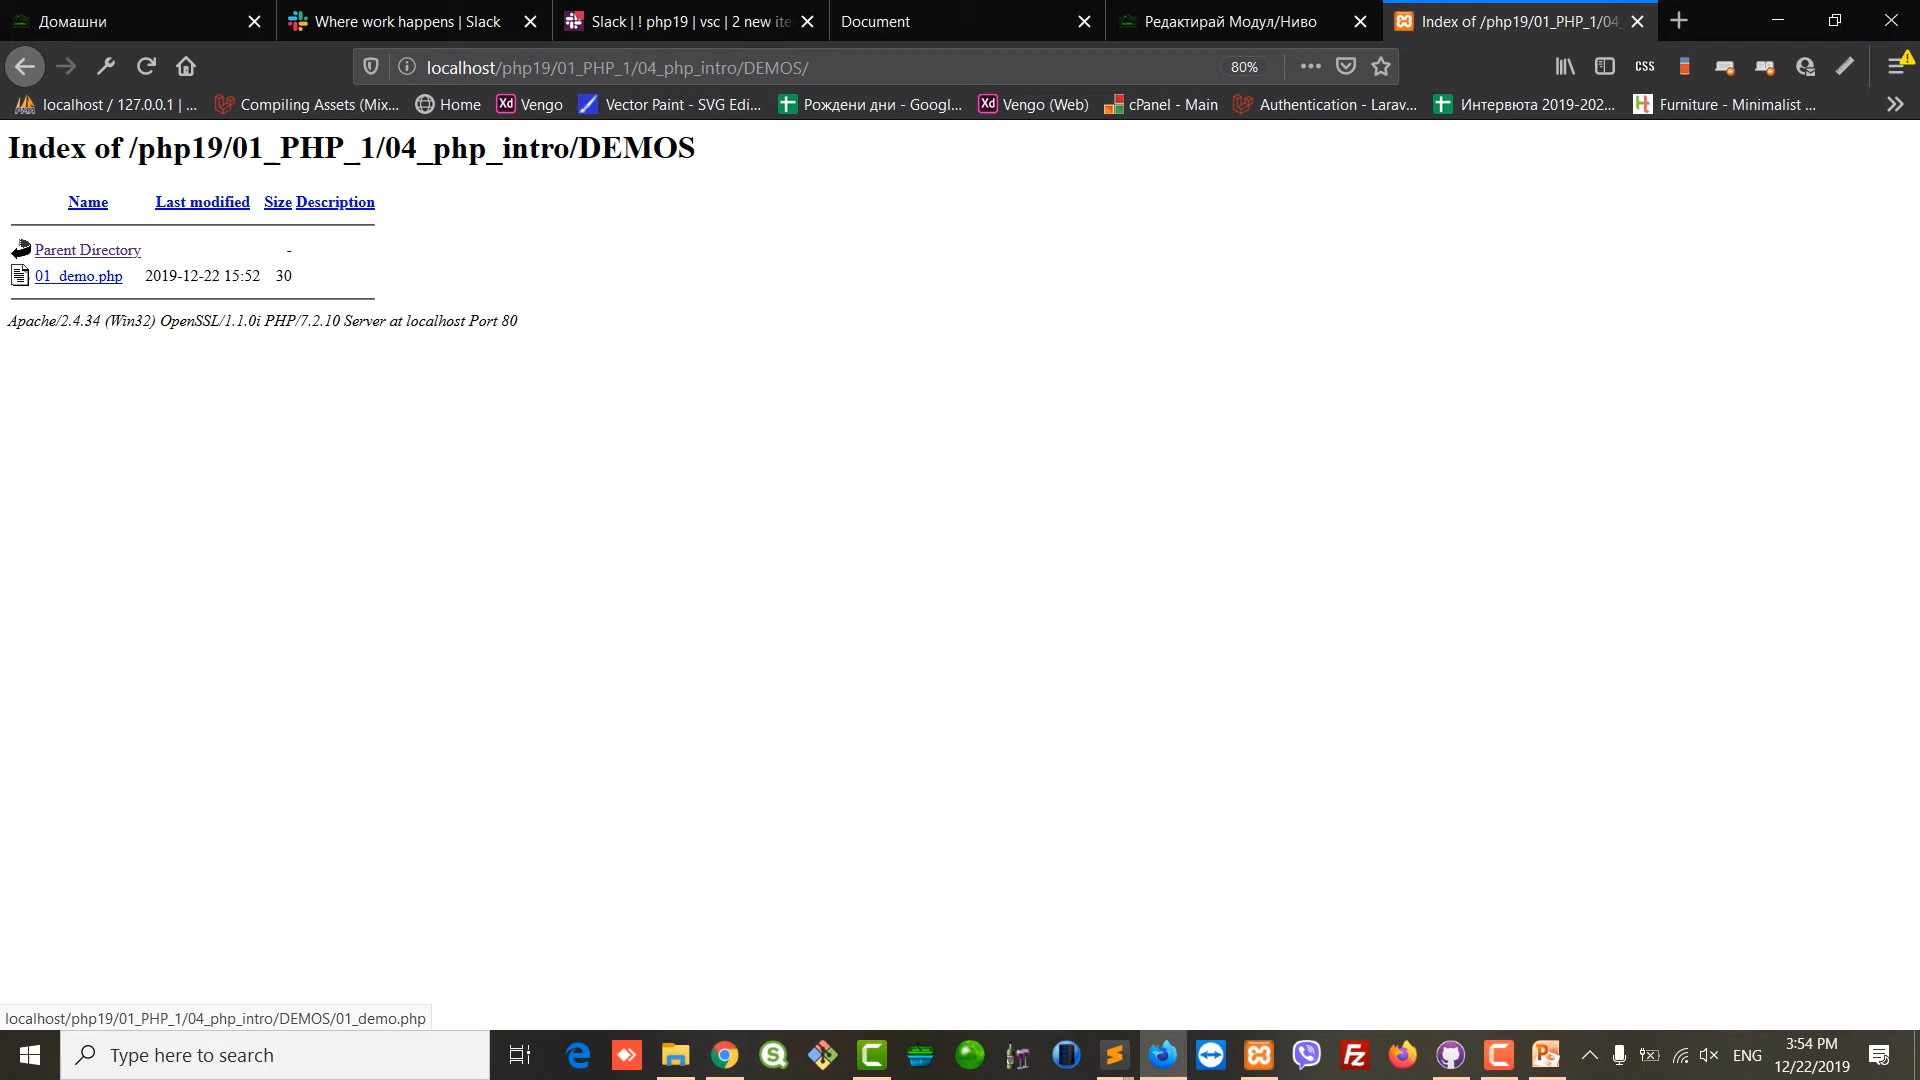 Домашни
Where work happens | Slack
Slack | ! php19 | vsc | 2 new ite
Document
Редактирай Модул/Ниво
Index of /php19/01_PHP_1/04_
localhost/php19/01_PHP_1/04_php_intro/DEMOS/
80%
CSS
localhost / 127.0.0.1 | ...
Compiling Assets (Mix...
Home
Vengo
Vector Paint - SVG Edi...
Рождени дни - Googl...
Vengo (Web)
cPanel - Main
Authentication - Larav...
Интервюта 2019-202...
Furniture - Minimalist ...
Index of /php19/01_PHP_1/04_php_intro/DEMOS
Name Last modified Size Description
Parent Directory -
01_demo.php 2019-12-22 15:52 30
Apache/2.4.34 (Win32) OpenSSL/1.1.0i PHP/7.2.10 Server at localhost Port 80
localhost/php19/01_PHP_1/04_php_intro/DEMOS/01_demo.php
Type here to search
ENG
3:54 PM
12/22/2019